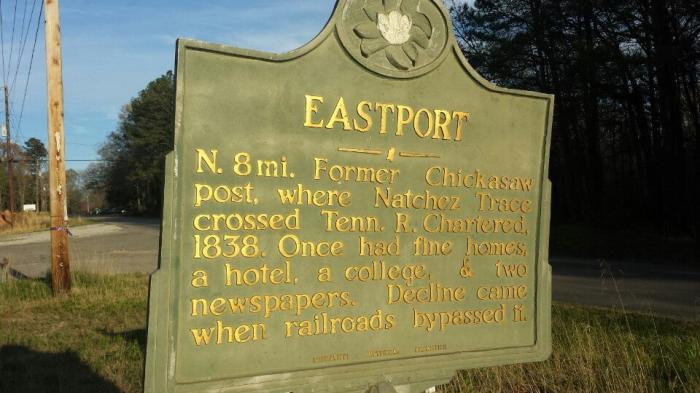 EASTPORT
N. 8 mi. Former Chickasaw
post, where Natchez Trace
crossed Tenn. R. Chartered,
1838. Once had fine homes,
a hotel, a college, & two
newspapers. Decline came
when railroads bypassed it.